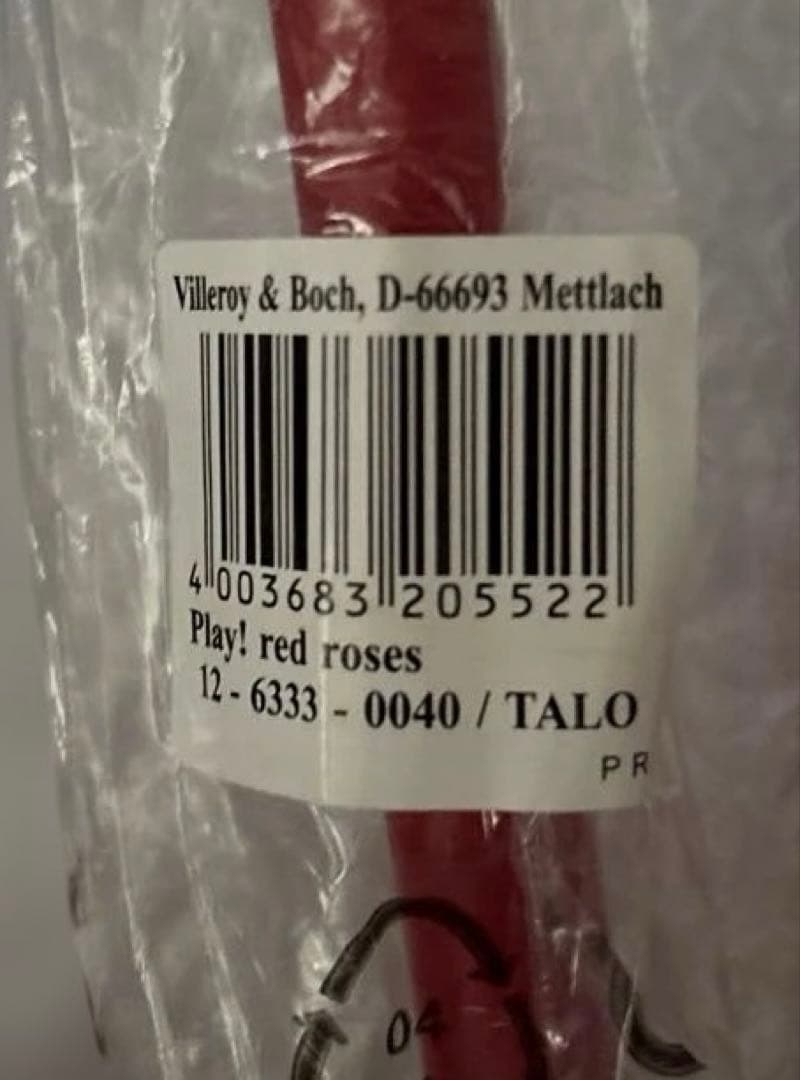 Villeroy & Boch, D-66693 Mettlach
4 003683 205522
Play! red roses
12 - 6333 - 0040 / TALO
PR
04